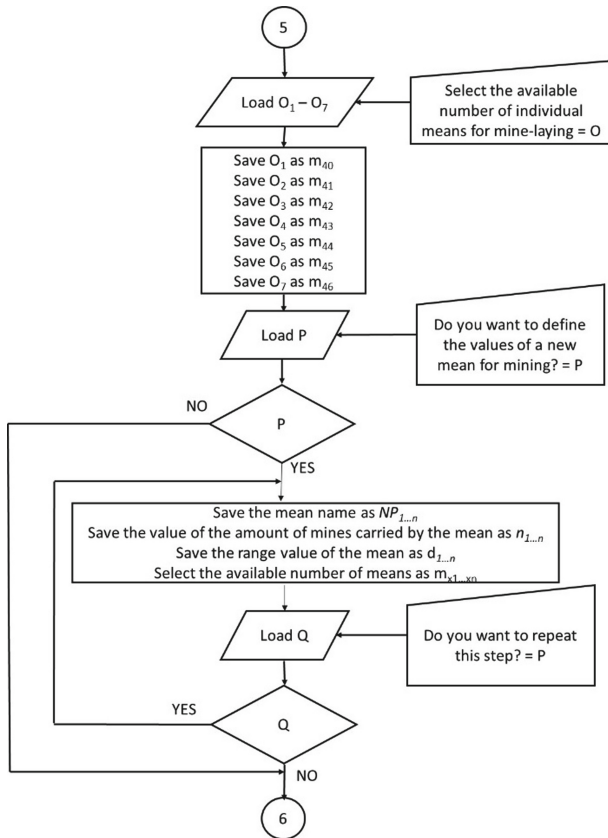 5
Load O₁ – O₇
Select the available
number of individual
means for mine-laying = O
Save O₁ as m₄₀
Save O₂ as m₄₁
Save O₃ as m₄₂
Save O₄ as m₄₃
Save O₅ as m₄₄
Save O₆ as m₄₅
Save O₇ as m₄₆
Load P
Do you want to define
the values of a new
mean for mining? = P
NO
P
YES
Save the mean name as NP₁...ₙ
Save the value of the amount of mines carried by the mean as n₁...ₙ
Save the range value of the mean as d₁...ₙ
Select the available number of means as mₓ₁...ₓₙ
Load Q
Do you want to repeat
this step? = P
YES
Q
NO
6